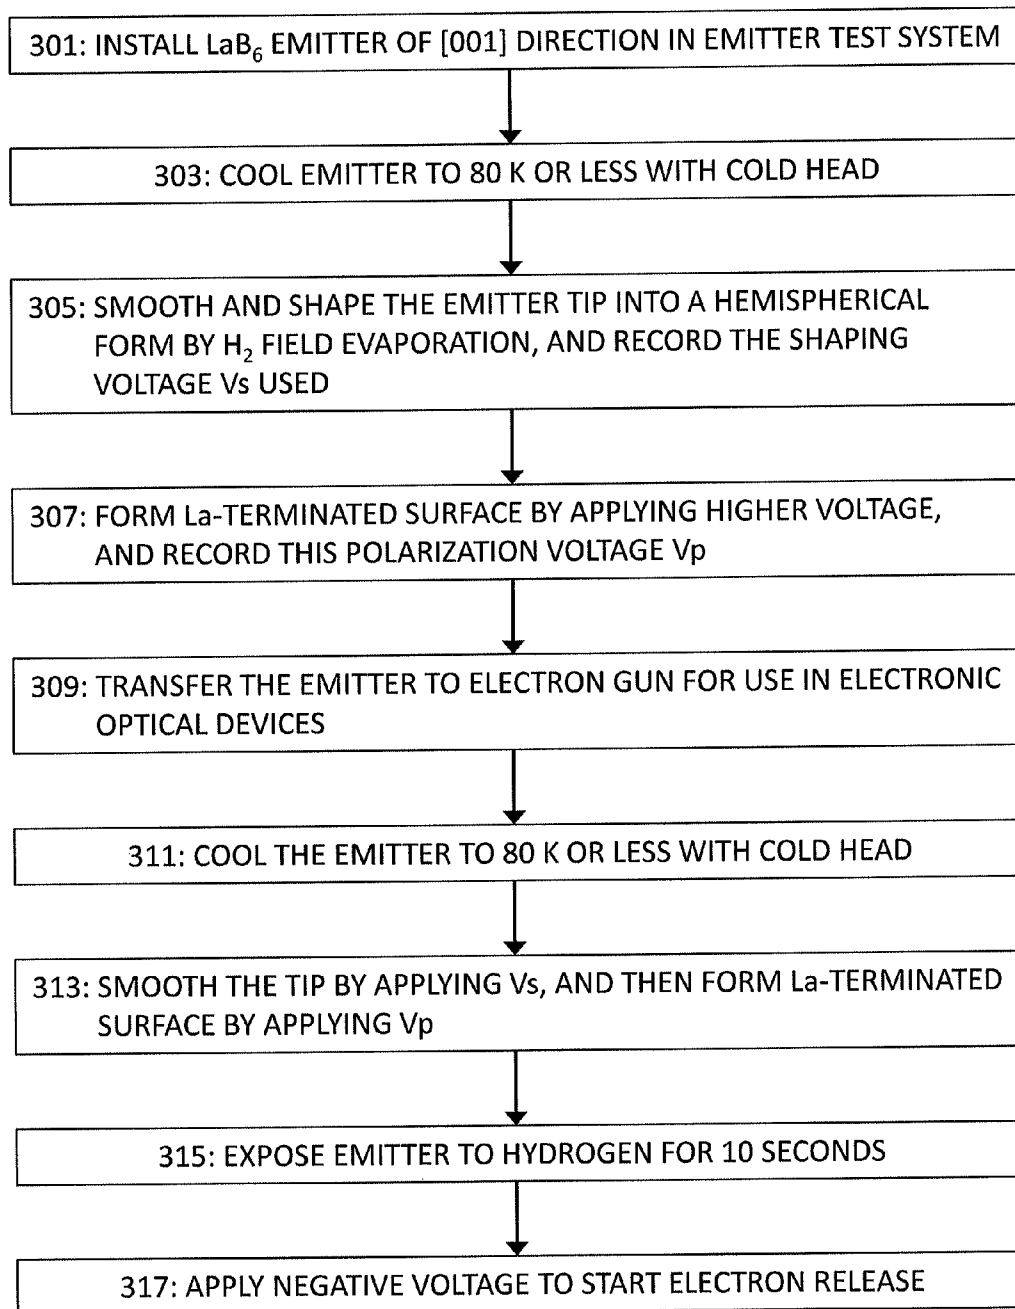 301: INSTALL LaB₆ EMITTER OF [001] DIRECTION IN EMITTER TEST SYSTEM
303: COOL EMITTER TO 80 K OR LESS WITH COLD HEAD
305: SMOOTH AND SHAPE THE EMITTER TIP INTO A HEMISPHERICAL
FORM BY H₂ FIELD EVAPORATION, AND RECORD THE SHAPING
VOLTAGE Vs USED
307: FORM La-TERMINATED SURFACE BY APPLYING HIGHER VOLTAGE,
AND RECORD THIS POLARIZATION VOLTAGE Vp
309: TRANSFER THE EMITTER TO ELECTRON GUN FOR USE IN ELECTRONIC
OPTICAL DEVICES
311: COOL THE EMITTER TO 80 K OR LESS WITH COLD HEAD
313: SMOOTH THE TIP BY APPLYING Vs, AND THEN FORM La-TERMINATED
SURFACE BY APPLYING Vp
315: EXPOSE EMITTER TO HYDROGEN FOR 10 SECONDS
317: APPLY NEGATIVE VOLTAGE TO START ELECTRON RELEASE